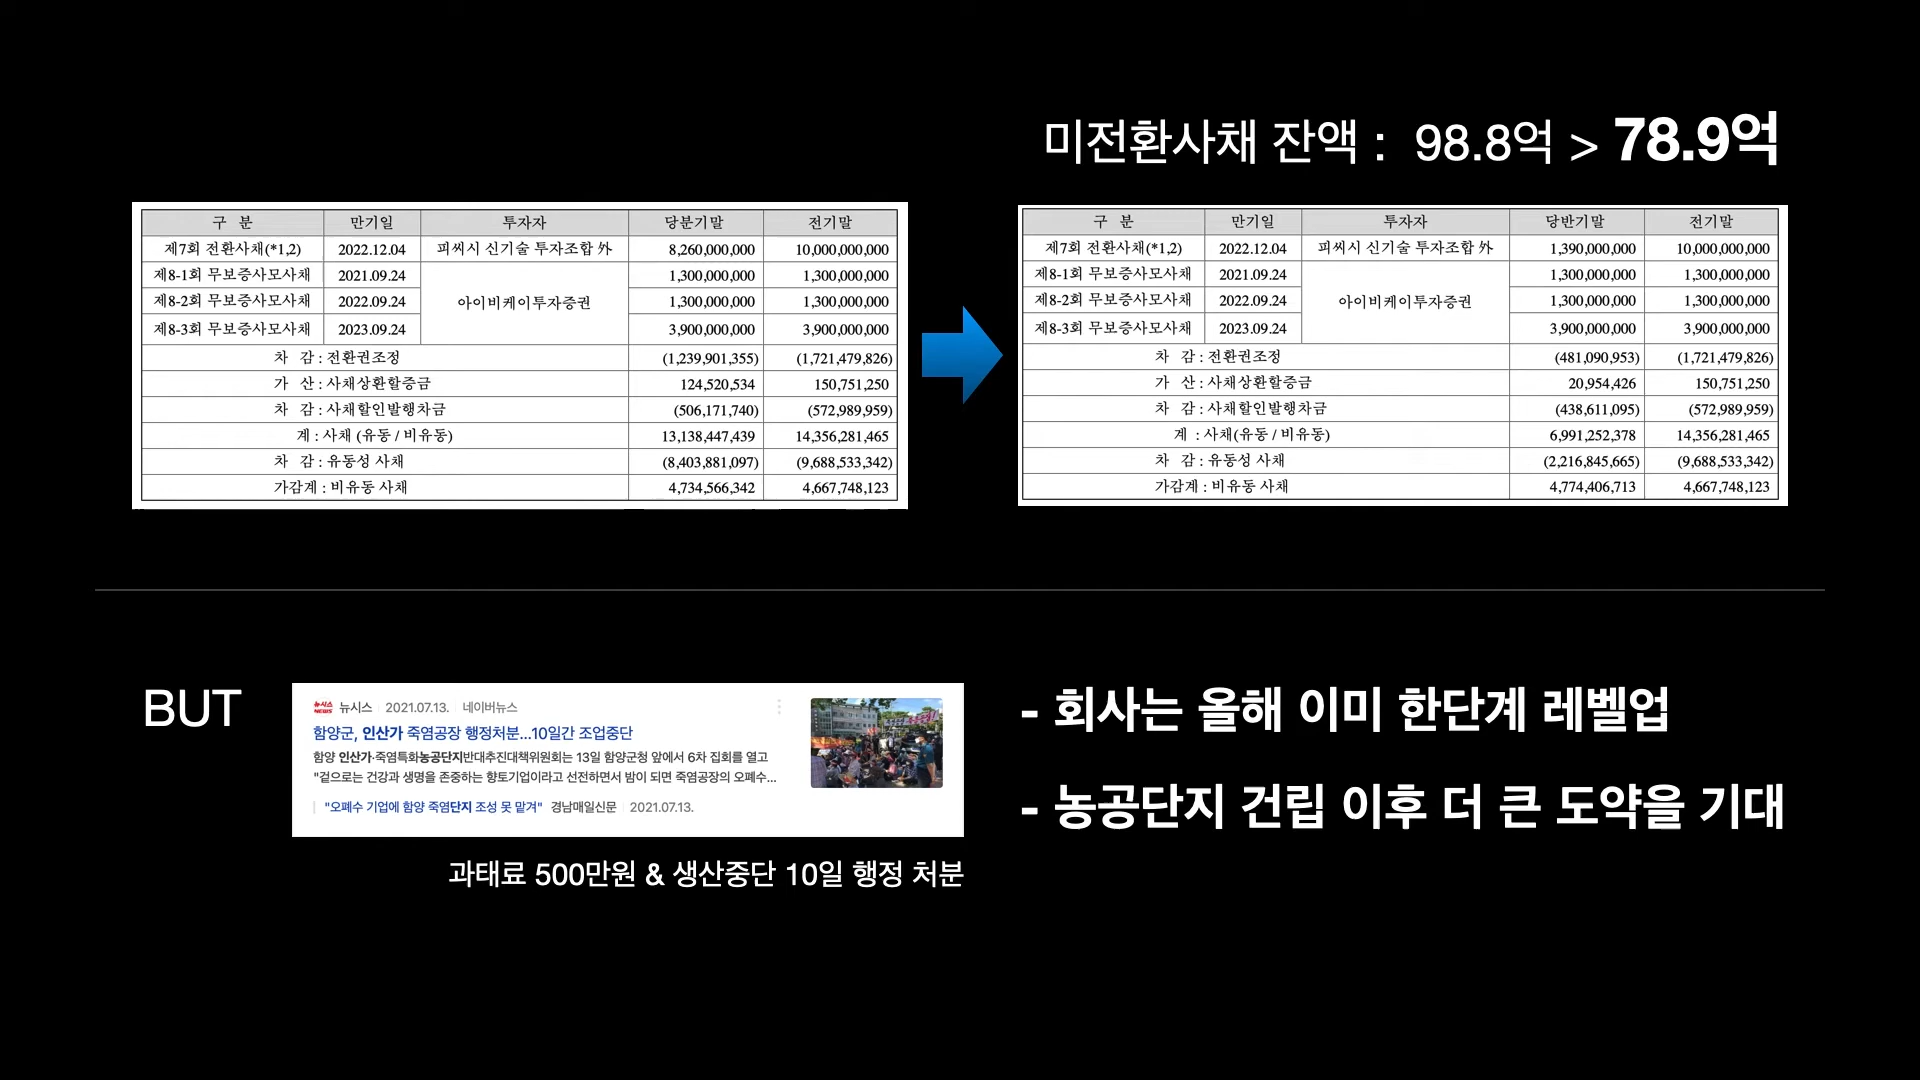 미전환사채 잔액 : 98.8억 > 78.9억
구 분 만기일 투자자 당분기말 전기말
제7회 전환사채(*1,2) 2022.12.04 피씨시 신기술 투자조합 外 8,260,000,000 10,000,000,000
제8-1회 무보증사모사채 2021.09.24 1,300,000,000 1,300,000,000
제8-2회 무보증사모사채 2022.09.24 아이비케이투자증권 1,300,000,000 1,300,000,000
제8-3회 무보증사모사채 2023.09.24 3,900,000,000 3,900,000,000
차 감 : 전환권조정 (1,239,901,355) (1,721,479,826)
가 산 : 사채상환할증금 124,520,534 150,751,250
차 감 : 사채할인발행차금 (506,171,740) (572,989,959)
계 : 사채 (유동 / 비유동) 13,138,447,439 14,356,281,465
차 감 : 유동성 사채 (8,403,881,097) (9,688,533,342)
가감계 : 비유동 사채 4,734,566,342 4,667,748,123
구 분 만기일 투자자 당반기말 전기말
제7회 전환사채(*1,2) 2022.12.04 피씨시 신기술 투자조합 外 1,390,000,000 10,000,000,000
제8-1회 무보증사모사채 2021.09.24 1,300,000,000 1,300,000,000
제8-2회 무보증사모사채 2022.09.24 아이비케이투자증권 1,300,000,000 1,300,000,000
제8-3회 무보증사모사채 2023.09.24 3,900,000,000 3,900,000,000
차 감 : 전환권조정 (481,090,953) (1,721,479,826)
가 산 : 사채상환할증금 20,954,426 150,751,250
차 감 : 사채할인발행차금 (438,611,095) (572,989,959)
계 : 사채(유동 / 비유동) 6,991,252,378 14,356,281,465
차 감 : 유동성 사채 (2,216,845,665) (9,688,533,342)
가감계 : 비유동 사채 4,774,406,713 4,667,748,123
BUT
뉴시스 NEWS 뉴시스 2021.07.13. 네이버뉴스
함양군, 인산가 죽염공장 행정처분...10일간 조업중단
함양 인산가·죽염특화농공단지반대추진대책위원회는 13일 함양군청 앞에서 6차 집회를 열고
"겉으로는 건강과 생명을 존중하는 향토기업이라고 선전하면서 밤이 되면 죽염공장의 오폐수...
"오폐수 기업에 함양 죽염단지 조성 못 맡겨" 경남매일신문 2021.07.13.
과태료 500만원 & 생산중단 10일 행정 처분
- 회사는 올해 이미 한단계 레벨업
- 농공단지 건립 이후 더 큰 도약을 기대